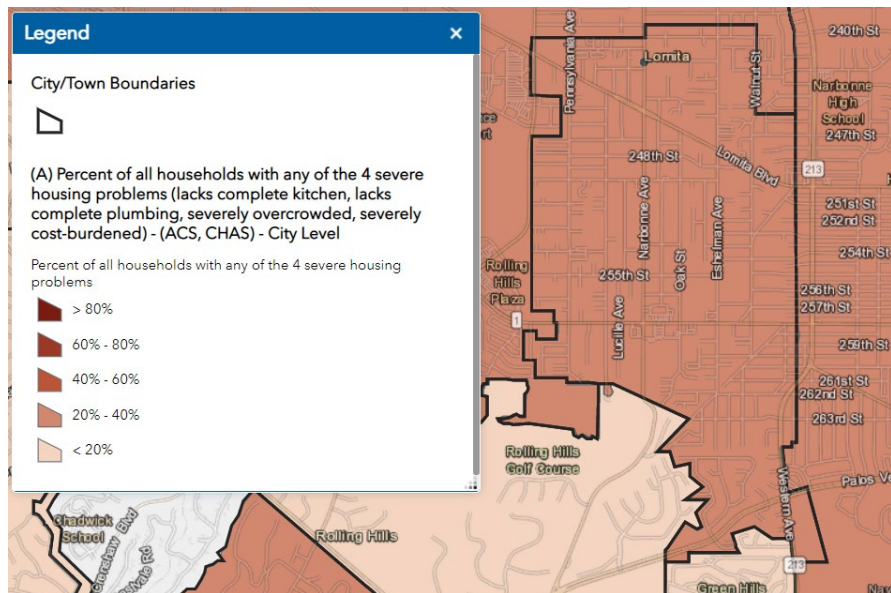 Legend
×
City/Town Boundaries
(A) Percent of all households with any of the 4 severe
housing problems (lacks complete kitchen, lacks
complete plumbing, severely overcrowded, severely
cost-burdened) - (ACS, CHAS) - City Level
Percent of all households with any of the 4 severe housing
problems
> 80%
60% - 80%
40% - 60%
20% - 40%
< 20%
Pennsylvania Ave
Lomita
Walnut St
240th St
Narbonne
High
School
247th St
248th St
Lomita Blvd
213
Narbonne Ave
Eshelman Ave
251st St
252nd St
254th St
Rolling
Hills
Plaza
255th St
Oak St
256th St
257th St
1
Lucille Ave
259th St
261st St
262nd St
263rd St
Rolling Hills
Golf Course
Western Ave
Palos Ve
Chadwick
School
Rolling Hills
213
Green Hills